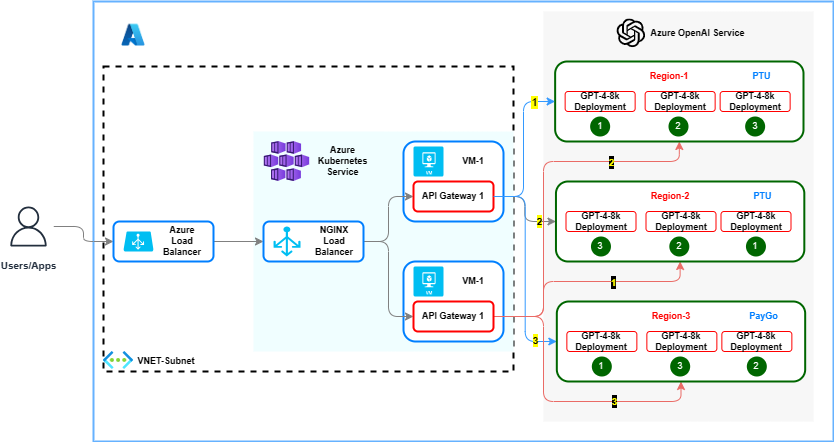 Azure OpenAI Service
Region-1
PTU
GPT-4-8k
Deployment
GPT-4-8k
Deployment
GPT-4-8k
Deployment
1
2
3
1
2
Azure
Kubernetes
Service
VM
VM-1
API Gateway 1
Region-2
PTU
GPT-4-8k
Deployment
GPT-4-8k
Deployment
GPT-4-8k
Deployment
3
2
1
2
1
Users/Apps
Azure
Load
Balancer
NGINX
Load
Balancer
VM
VM-1
API Gateway 1
Region-3
PayGo
GPT-4-8k
Deployment
GPT-4-8k
Deployment
GPT-4-8k
Deployment
1
3
2
3
3
VNET-Subnet